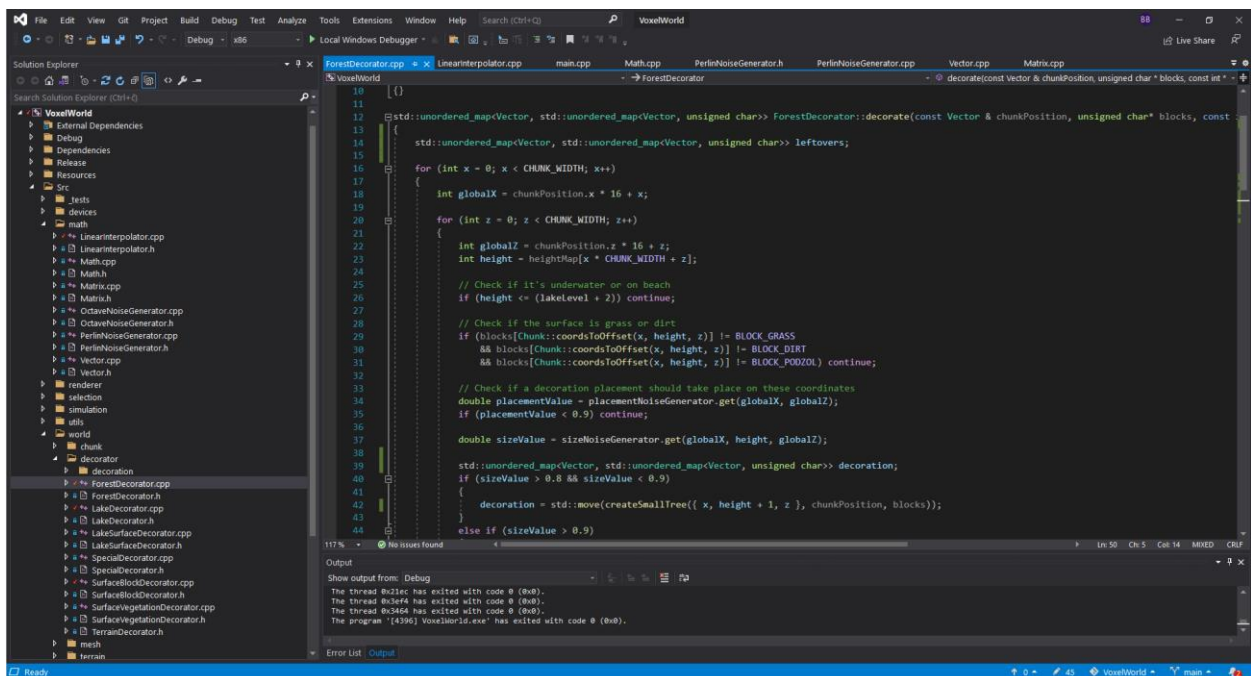 File Edit View Git Project Build Debug Test Analyze Tools Extensions Window Help Search (Ctrl+Q) VoxelWorld BB
Debug x86 Local Windows Debugger Live Share
Solution Explorer
Search Solution Explorer (Ctrl+č)
VoxelWorld
External Dependencies
Debug
Dependencies
Release
Resources
Src
_tests
devices
math
LinearInterpolator.cpp
LinearInterpolator.h
Math.cpp
Math.h
Matrix.cpp
Matrix.h
OctaveNoiseGenerator.cpp
OctaveNoiseGenerator.h
PerlinNoiseGenerator.cpp
PerlinNoiseGenerator.h
Vector.cpp
Vector.h
renderer
selection
simulation
utils
world
chunk
decorator
decoration
ForestDecorator.cpp
ForestDecorator.h
LakeDecorator.cpp
LakeDecorator.h
LakeSurfaceDecorator.cpp
LakeSurfaceDecorator.h
SpecialDecorator.cpp
SpecialDecorator.h
SurfaceBlockDecorator.cpp
SurfaceBlockDecorator.h
SurfaceVegetationDecorator.cpp
SurfaceVegetationDecorator.h
TerrainDecorator.h
mesh
terrain
ForestDecorator.cpp LinearInterpolator.cpp main.cpp Math.cpp PerlinNoiseGenerator.h PerlinNoiseGenerator.cpp Vector.cpp Matrix.cpp
VoxelWorld ForestDecorator decorate(const Vector & chunkPosition, unsigned char * blocks, const int *
10 {}
11
12 std::unordered_map<Vector, std::unordered_map<Vector, unsigned char>> ForestDecorator::decorate(const Vector & chunkPosition, unsigned char* blocks, const
13 {
14 std::unordered_map<Vector, std::unordered_map<Vector, unsigned char>> leftovers;
15
16 for (int x = 0; x < CHUNK_WIDTH; x++)
17 {
18 int globalX = chunkPosition.x * 16 + x;
19
20 for (int z = 0; z < CHUNK_WIDTH; z++)
21 {
22 int globalZ = chunkPosition.z * 16 + z;
23 int height = heightMap[x * CHUNK_WIDTH + z];
24
25 // Check if it's underwater or on beach
26 if (height <= (lakeLevel + 2)) continue;
27
28 // Check if the surface is grass or dirt
29 if (blocks[Chunk::coordsToOffset(x, height, z)] != BLOCK_GRASS
30 && blocks[Chunk::coordsToOffset(x, height, z)] != BLOCK_DIRT
31 && blocks[Chunk::coordsToOffset(x, height, z)] != BLOCK_PODZOL) continue;
32
33 // Check if a decoration placement should take place on these coordinates
34 double placementValue = placementNoiseGenerator.get(globalX, globalZ);
35 if (placementValue < 0.9) continue;
36
37 double sizeValue = sizeNoiseGenerator.get(globalX, height, globalZ);
38
39 std::unordered_map<Vector, std::unordered_map<Vector, unsigned char>> decoration;
40 if (sizeValue > 0.8 && sizeValue < 0.9)
41 {
42 decoration = std::move(createSmallTree({ x, height + 1, z }, chunkPosition, blocks));
43 }
44 else if (sizeValue > 0.9)
117 % No issues found Ln: 50 Ch: 5 Col: 14 MIXED CRLF
Output
Show output from: Debug
The thread 0x21ec has exited with code 0 (0x0).
The thread 0x3ef4 has exited with code 0 (0x0).
The thread 0x3464 has exited with code 0 (0x0).
The program '[4396] VoxelWorld.exe' has exited with code 0 (0x0).
Error List Output
Ready 0 45 VoxelWorld main 2